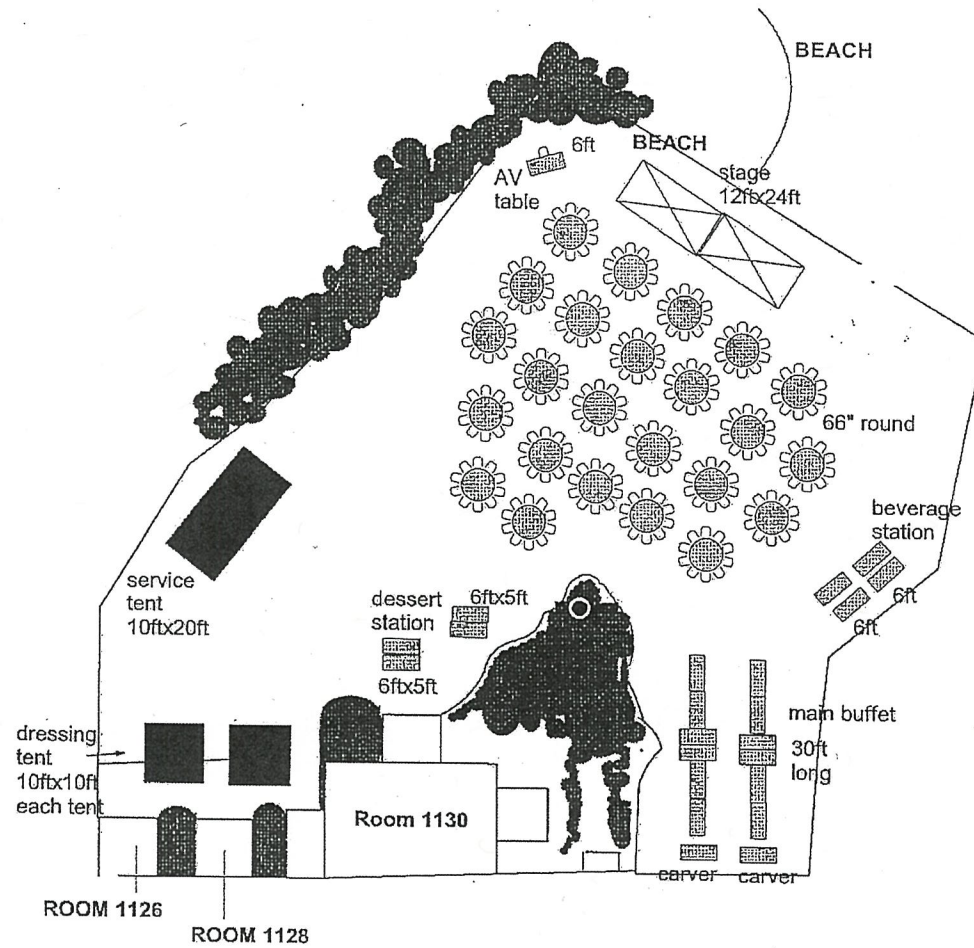 BEACH
BEACH
6ft
AV
table
stage
12ftx24ft
66" round
beverage
station
6ft
6ft
service
tent
10ftx20ft
dessert
station
6ftx5ft
6ftx5ft
main buffet
30ft
long
dressing
tent
10ftx10ft
each tent
Room 1130
carver
carver
ROOM 1126
ROOM 1128